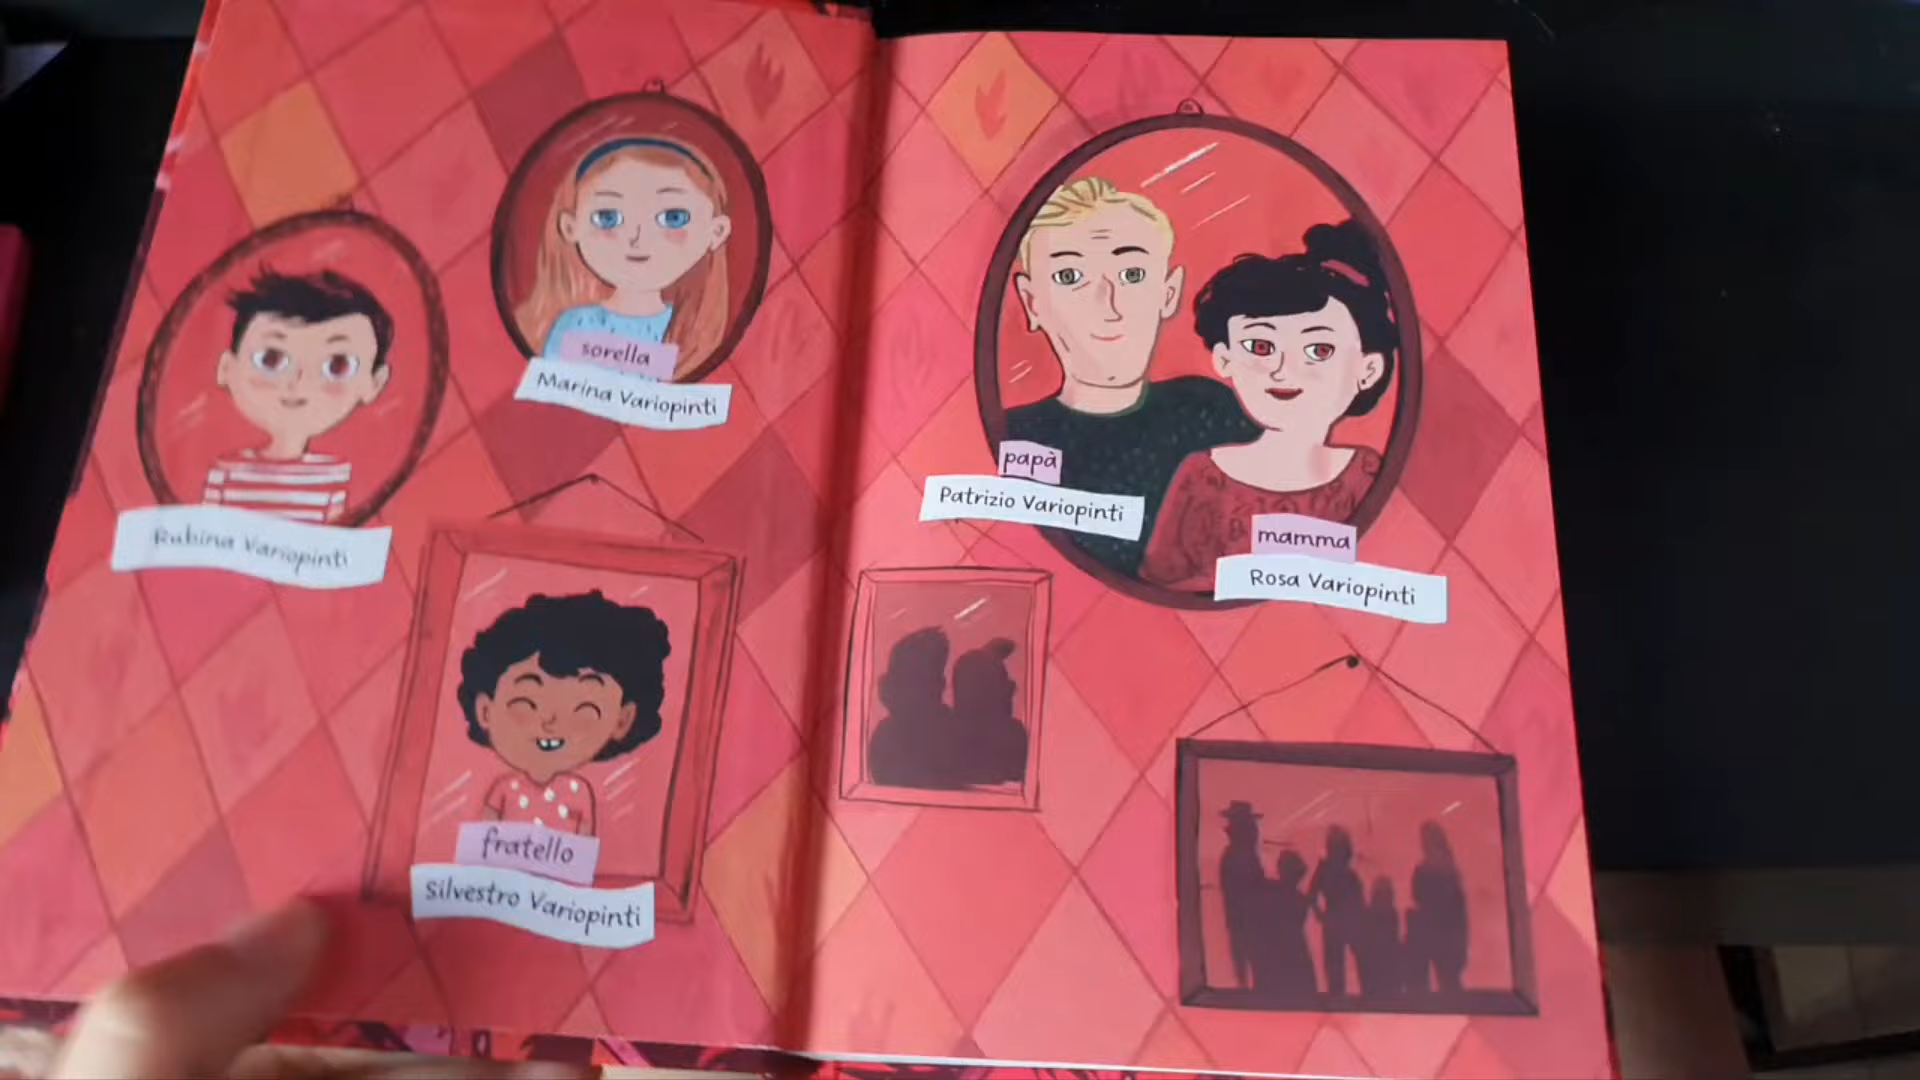 sorella
Marina Variopinti
Rubina Variopinti
fratello
Silvestro Variopinti
papà
Patrizio Variopinti
mamma
Rosa Variopinti